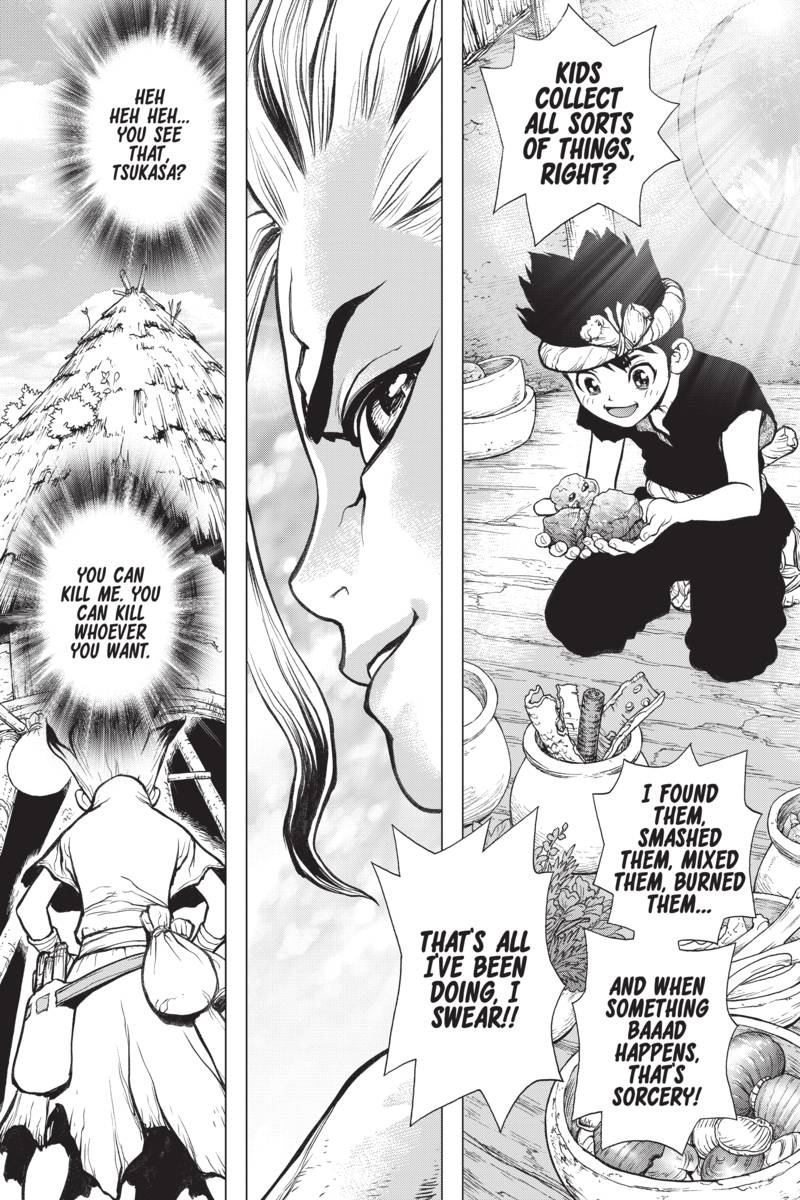 KIDS
COLLECT
ALL SORTS
OF THINGS,
RIGHT?
I FOUND
THEM,
SMASHED
THEM, MIXED
THEM, BURNED
THEM...
AND WHEN
SOMETHING
BAAAD
HAPPENS,
THAT'S
SORCERY!
THAT'S ALL
I'VE BEEN
DOING, I
SWEAR!!
HEH
HEH HEH...
YOU SEE
THAT,
TSUKASA?
YOU CAN
KILL ME. YOU
CAN KILL
WHOEVER
YOU WANT.